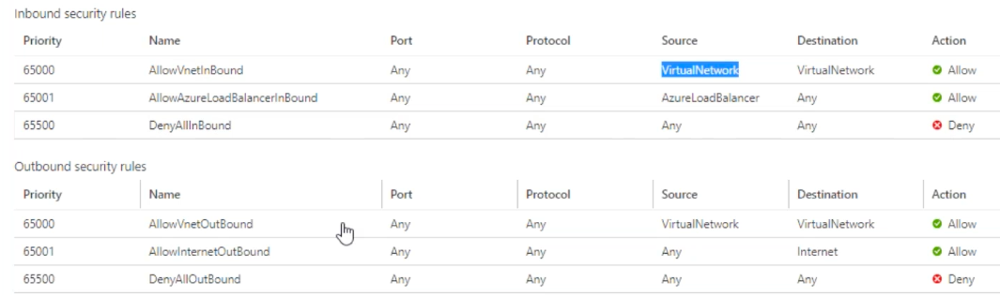 Inbound security rules
Priority Name Port Protocol Source Destination Action
65000 AllowVnetInBound Any Any VirtualNetwork VirtualNetwork Allow
65001 AllowAzureLoadBalancerInBound Any Any AzureLoadBalancer Any Allow
65500 DenyAllInBound Any Any Any Any Deny
Outbound security rules
Priority Name Port Protocol Source Destination Action
65000 AllowVnetOutBound Any Any VirtualNetwork VirtualNetwork Allow
65001 AllowInternetOutBound Any Any Any Internet Allow
65500 DenyAllOutBound Any Any Any Any Deny